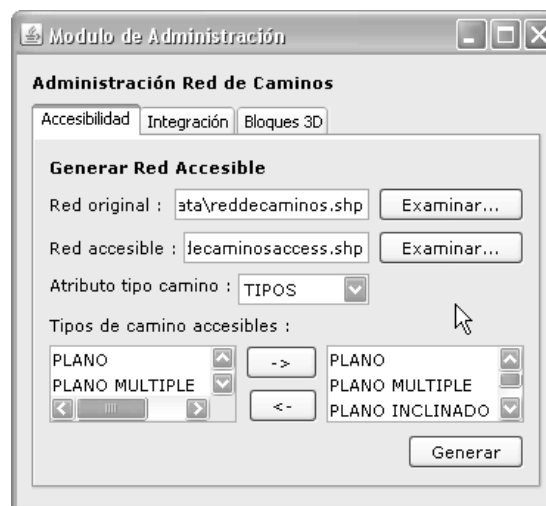 Modulo de Administración
Administración Red de Caminos
Accesibilidad Integración Bloques 3D
Generar Red Accesible
Red original : ata\reddecaminos.shp Examinar...
Red accesible : decaminosaccess.shp Examinar...
Atributo tipo camino : TIPOS
Tipos de camino accesibles :
PLANO -> PLANO
PLANO MULTIPLE PLANO MULTIPLE
<- PLANO INCLINADO
Generar